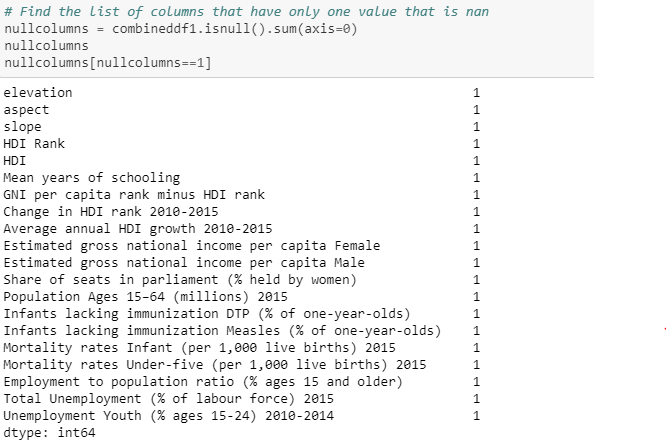 # Find the list of columns that have only one value that is nan
nullcolumns = combineddf1.isnull().sum(axis=0)
nullcolumns
nullcolumns[nullcolumns==1]
elevation 1
aspect 1
slope 1
HDI Rank 1
HDI 1
Mean years of schooling 1
GNI per capita rank minus HDI rank 1
Change in HDI rank 2010-2015 1
Average annual HDI growth 2010-2015 1
Estimated gross national income per capita Female 1
Estimated gross national income per capita Male 1
Share of seats in parliament (% held by women) 1
Population Ages 15–64 (millions) 2015 1
Infants lacking immunization DTP (% of one-year-olds) 1
Infants lacking immunization Measles (% of one-year-olds) 1
Mortality rates Infant (per 1,000 live births) 2015 1
Mortality rates Under-five (per 1,000 live births) 2015 1
Employment to population ratio (% ages 15 and older) 1
Total Unemployment (% of labour force) 2015 1
Unemployment Youth (% ages 15-24) 2010-2014 1
dtype: int64